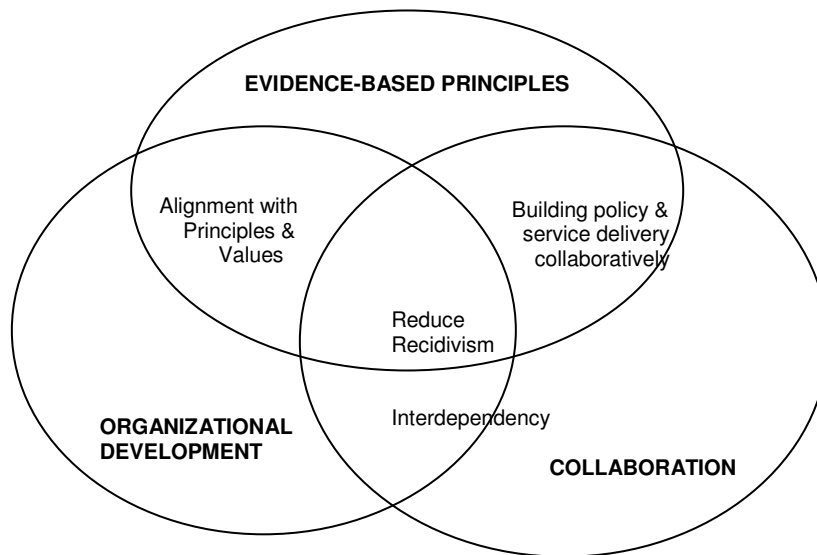 EVIDENCE-BASED PRINCIPLES
Alignment with
Principles &
Values
Building policy &
service delivery
collaboratively
Reduce
Recidivism
Interdependency
ORGANIZATIONAL
DEVELOPMENT
COLLABORATION